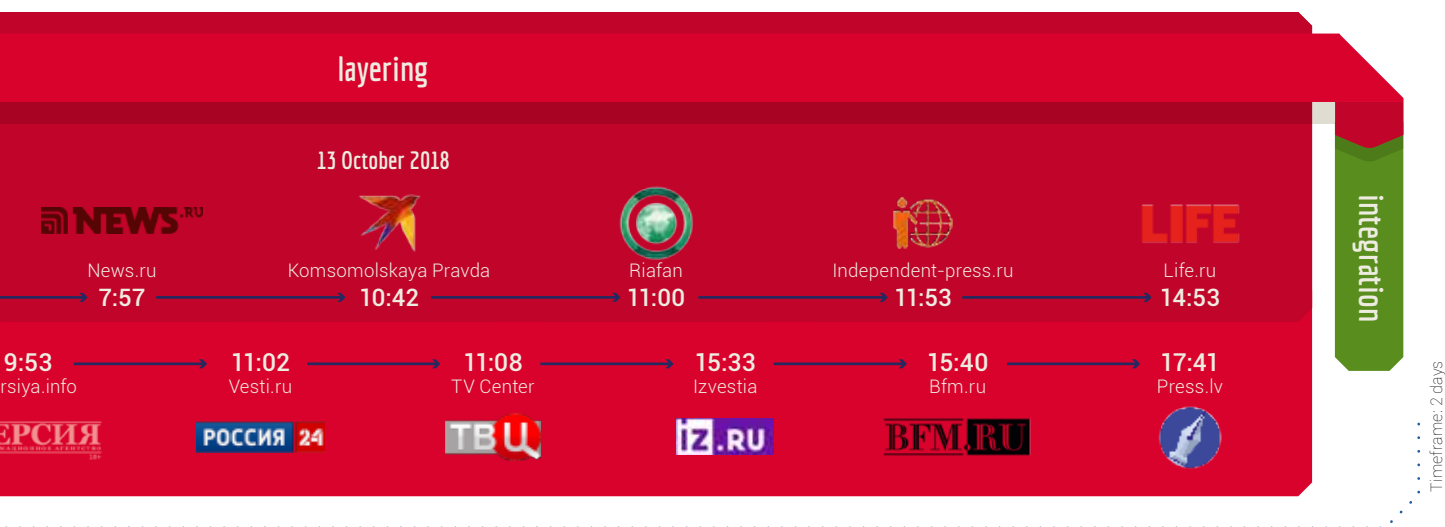 layering
13 October 2018
NEWS.RU
LIFE
News.ru
Komsomolskaya Pravda
Riafan
Independent-press.ru
Life.ru
7:57
10:42
11:00
11:53
14:53
9:53
11:02
11:08
15:33
15:40
17:41
rsiya.info
Vesti.ru
TV Center
Izvestia
Bfm.ru
Press.lv
ЕРСИЯ
РОССИЯ 24
ТВЦ
IZ.RU
BFM.RU
integration
Timeframe: 2 days